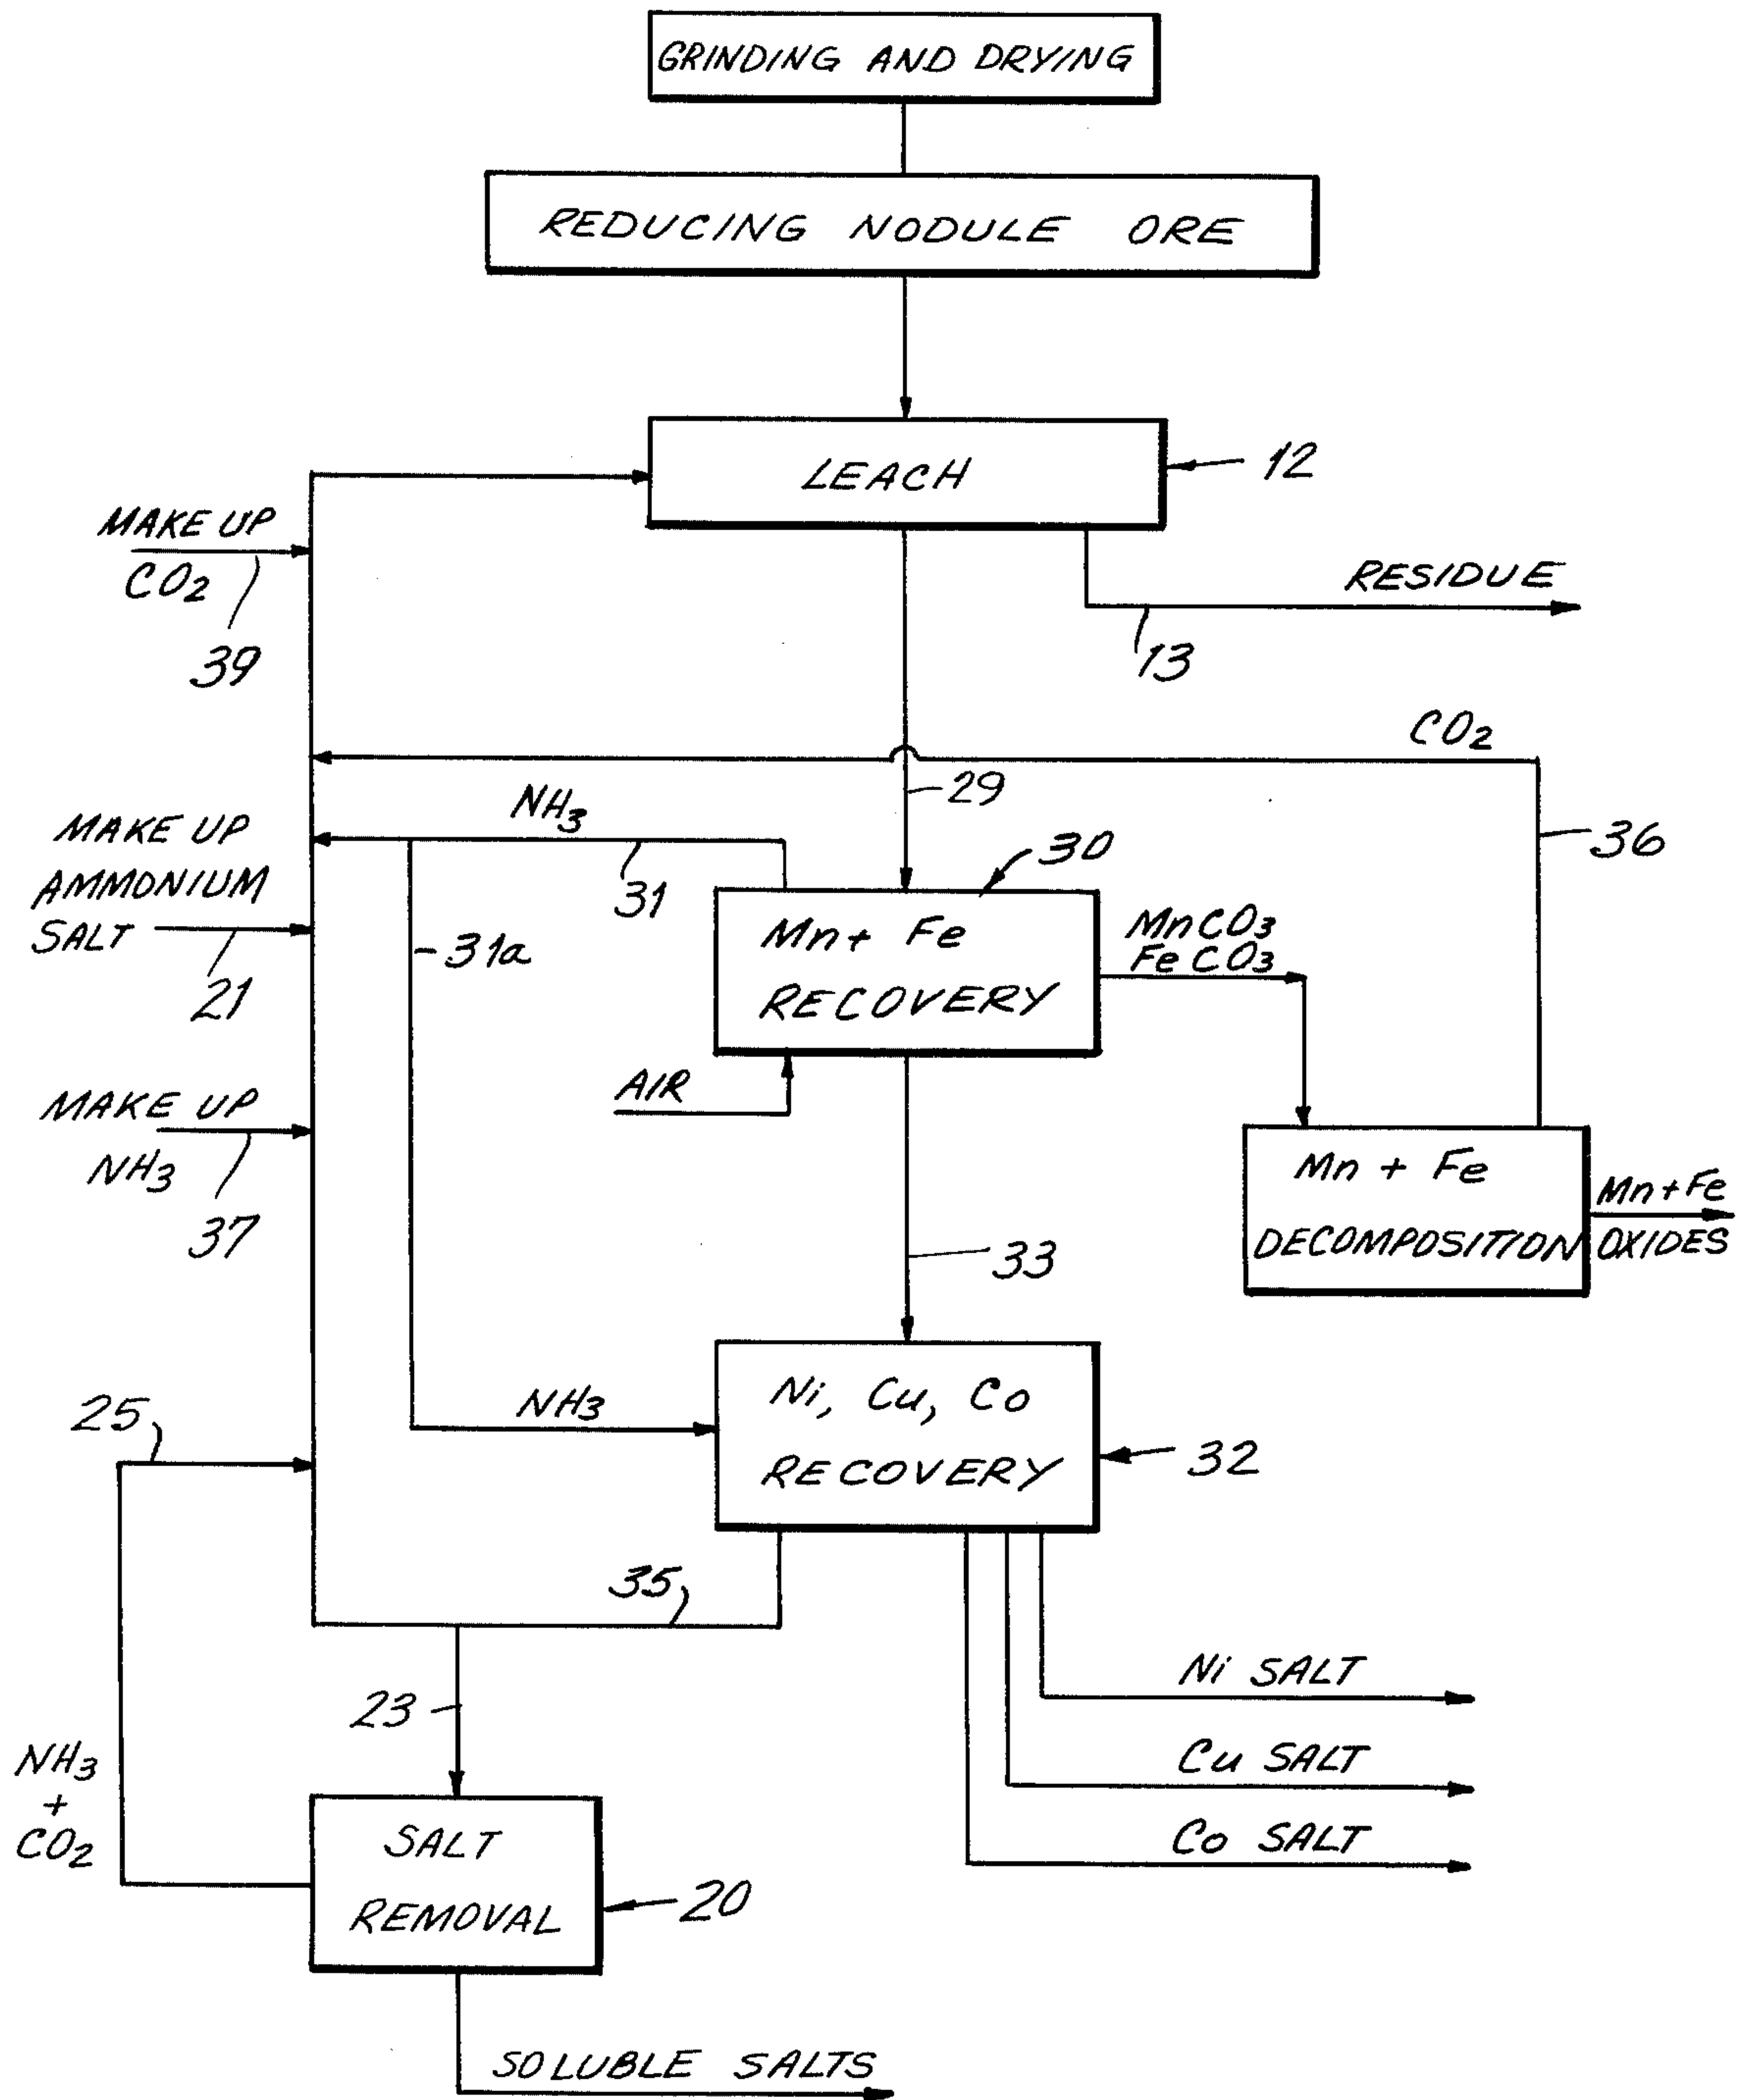 GRINDING AND DRYING
REDUCING NODULE ORE
LEACH
12
MAKE UP
CO2
39
RESIDUE
13
CO2
29
NH3
31
MAKE UP
AMMONIUM
SALT
21
31a
30
36
Mn + Fe
RECOVERY
MnCO3
FeCO3
AIR
MAKE UP
NH3
37
Mn + Fe
DECOMPOSITION
Mn+Fe
OXIDES
33
25
NH3
Ni, Cu, Co
RECOVERY
32
35
23
Ni SALT
Cu SALT
Co SALT
NH3
+
CO2
SALT
REMOVAL
20
SOLUBLE SALTS